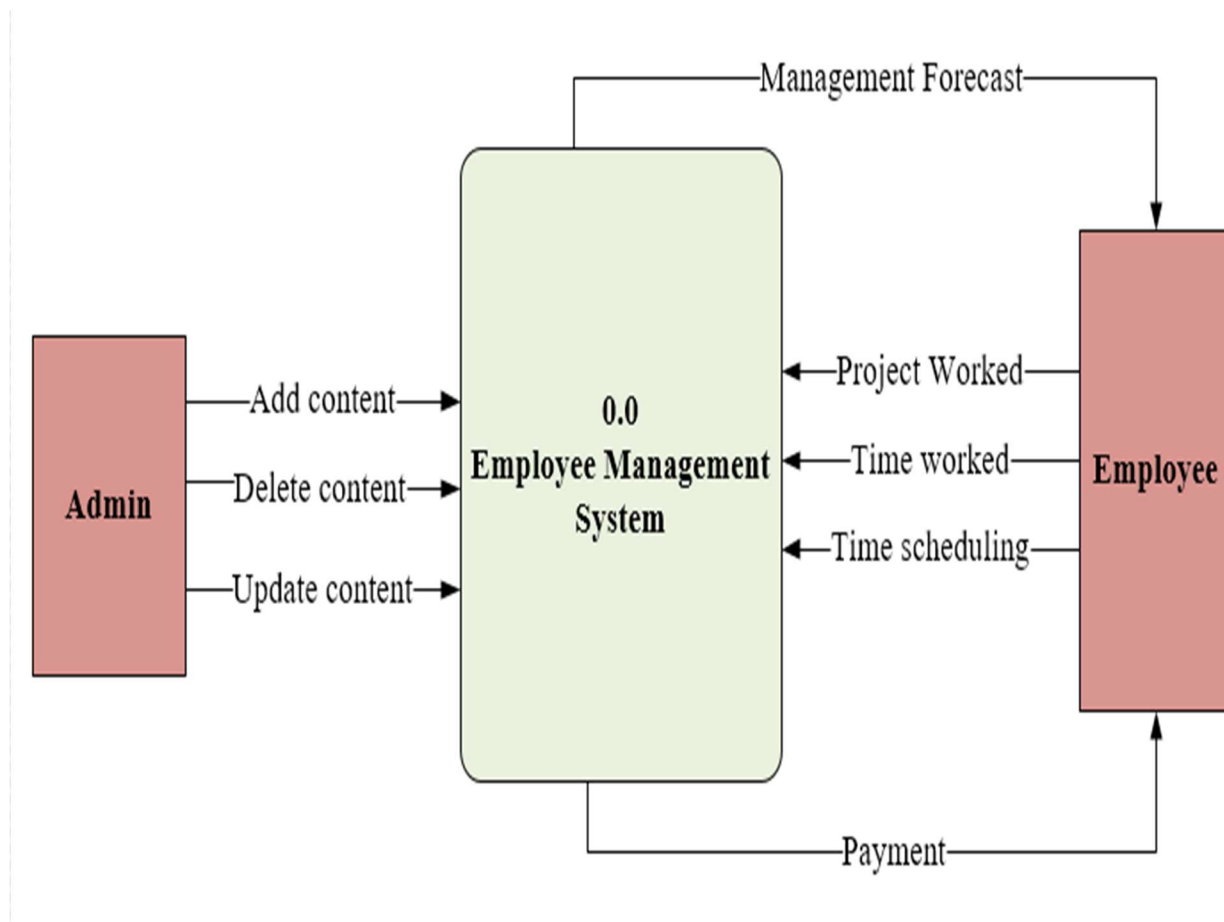 Management Forecast
Admin
Add content
Delete content
Update content
0.0
Employee Management
System
Project Worked
Time worked
Time scheduling
Employee
Payment